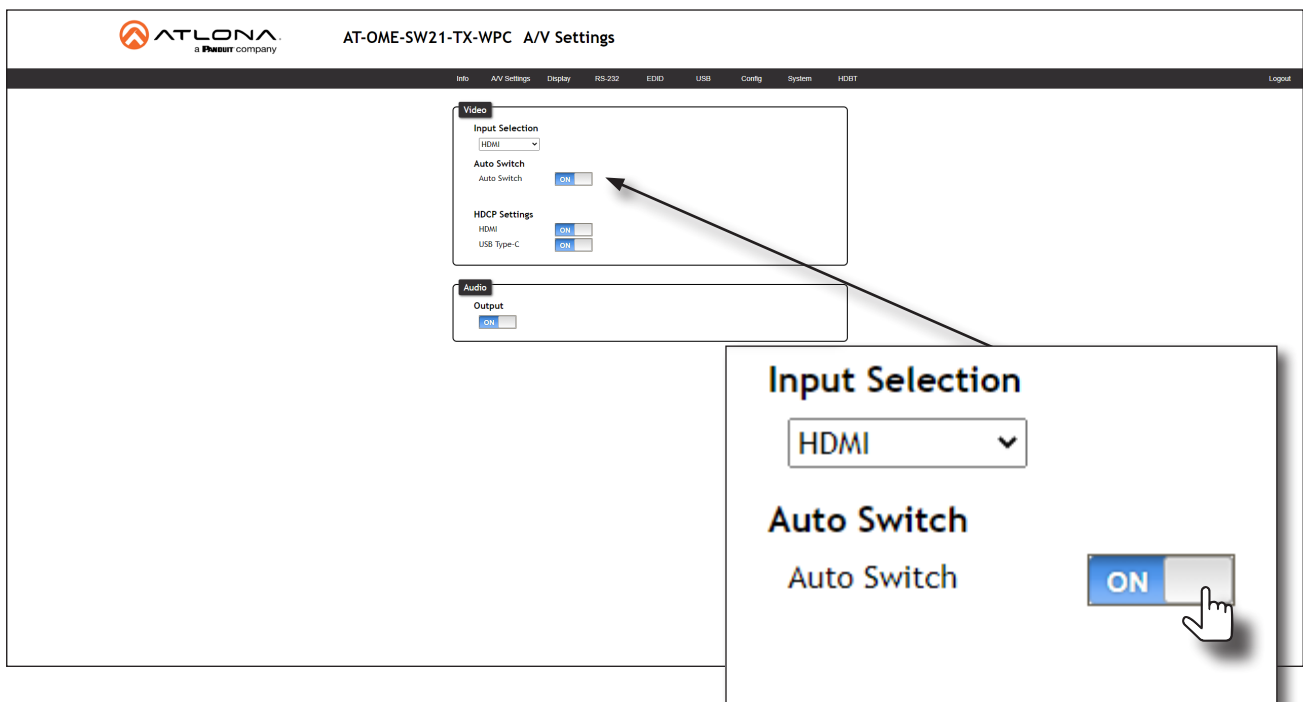 ATLONA.
a PANDUIT company
AT-OME-SW21-TX-WPC A/V Settings
Info A/V Settings Display RS-232 EDID USB Config System HDBT Logout
Video
Input Selection
HDMI
Auto Switch
Auto Switch ON
HDCP Settings
HDMI ON
USB Type-C ON
Audio
Output
ON
Input Selection
HDMI
Auto Switch
Auto Switch ON